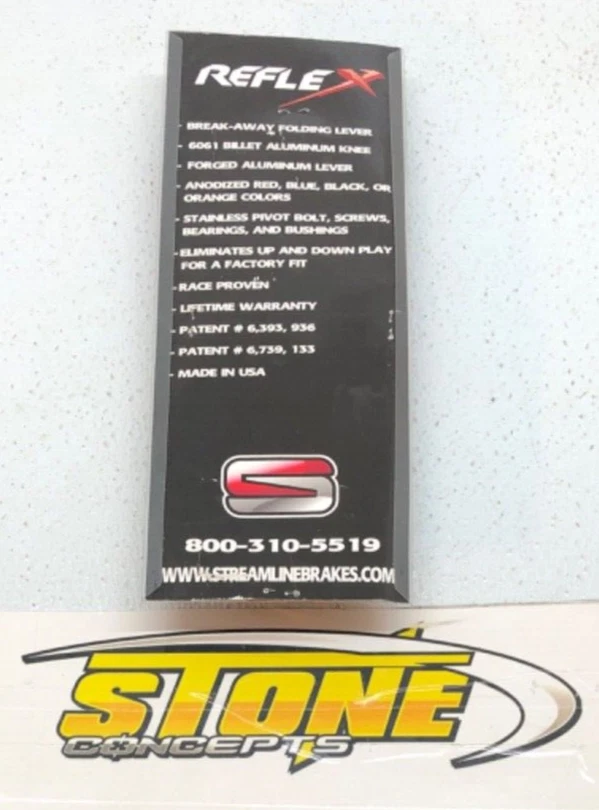 REFLEX
- BREAK-AWAY FOLDING LEVER
- 6061 BILLET ALUMINUM KNEE
- FORGED ALUMINUM LEVER
- ANODIZED RED, BLUE, BLACK, OR
ORANGE COLORS
- STAINLESS PIVOT BOLT, SCREWS,
BEARINGS, AND BUSHINGS
-ELIMINATES UP AND DOWN PLAY
FOR A FACTORY FIT
-RACE PROVEN
- LIFETIME WARRANTY
- PATENT # 6,393, 936
- PATENT # 6,739, 133
- MADE IN USA
S
800-310-5519
WWW.STREAMLINEBRAKES.COM
STONE
CONCEPTS